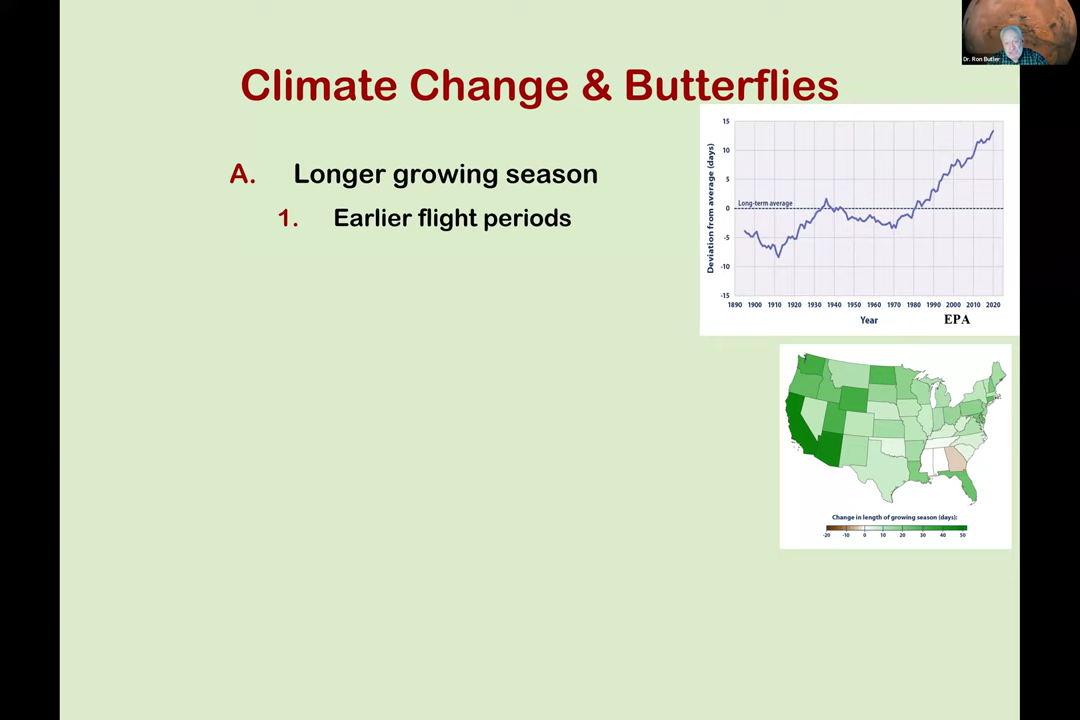 Dr. Ron Butler
Climate Change & Butterflies
A. Longer growing season
1. Earlier flight periods
Deviation from average (days)
15
10
5
0
-5
-10
-15
Long-term average
1890 1900 1910 1920 1930 1940 1950 1960 1970 1980 1990 2000 2010 2020
Year
EPA
Change in length of growing season (days):
-20 -10 0 10 20 30 40 50